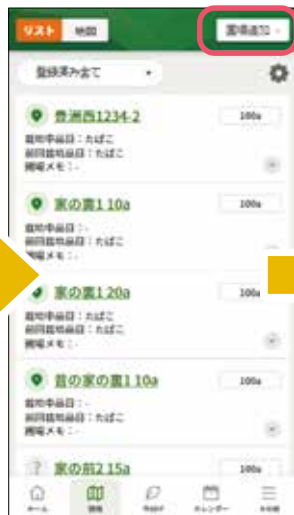 リスト 地図 圃場追加
登録済み全て
豊洲西1234-2 100a
栽培中品目：たばこ
前回栽培品目：たばこ
圃場メモ：-
家の裏1 10a 100a
栽培中品目：-
前回栽培品目：たばこ
圃場メモ：-
家の裏1 20a 100a
栽培中品目：たばこ
前回栽培品目：たばこ
圃場メモ：-
昔の家の裏1 10a 100a
栽培中品目：-
前回栽培品目：たばこ
圃場メモ：-
? 家の前2 15a 100a
ホーム 圃場 カレンダー その他